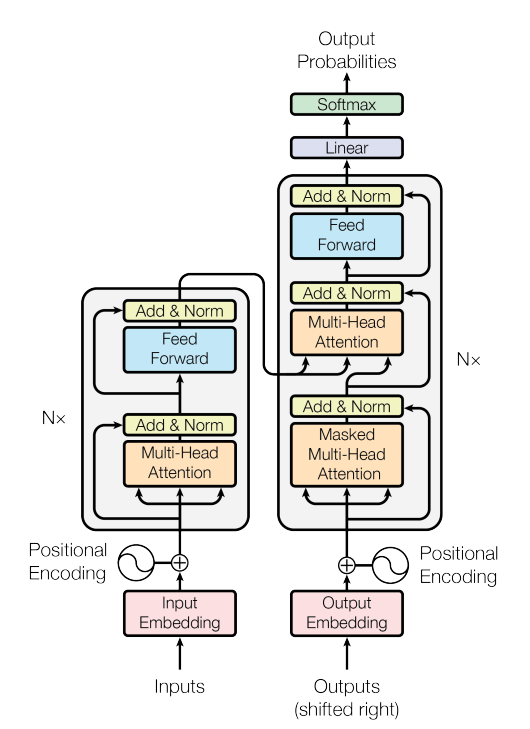 Output
Probabilities
Softmax
Linear
Add & Norm
Feed
Forward
Add & Norm
Multi-Head
Attention
Add & Norm
Masked
Multi-Head
Attention
N×
Add & Norm
Feed
Forward
Add & Norm
Multi-Head
Attention
N×
Positional
Encoding
Positional
Encoding
Input
Embedding
Output
Embedding
Inputs
Outputs
(shifted right)